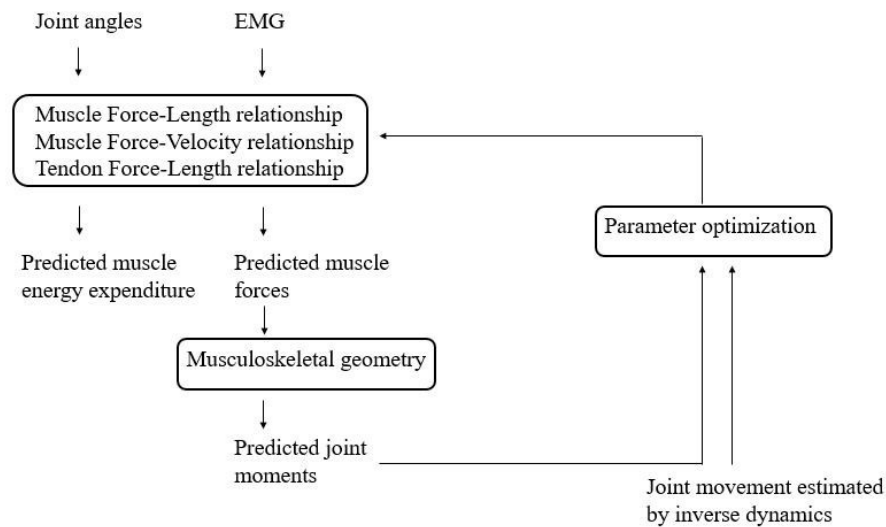 Joint angles
EMG
Muscle Force-Length relationship
Muscle Force-Velocity relationship
Tendon Force-Length relationship
Parameter optimization
Predicted muscle
energy expenditure
Predicted muscle
forces
Musculoskeletal geometry
Predicted joint
moments
Joint movement estimated
by inverse dynamics